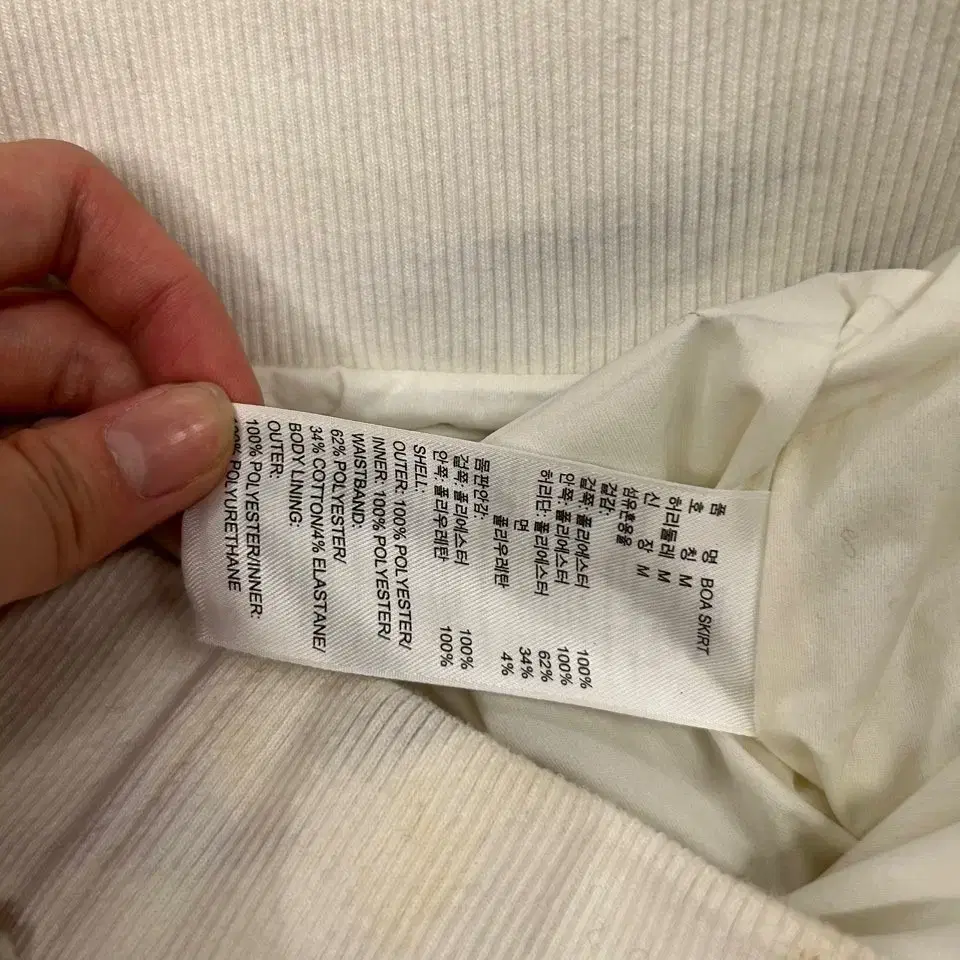 품 명 BOA SKIRT
호 칭 M
허리둘레 M
신 장 M
섬유혼용율
겉감:
겉쪽: 폴리에스터 100%
안쪽: 폴리에스터 100%
허리단: 폴리에스터 62%
면 34%
폴리우레탄 4%
몸판안감:
겉쪽: 폴리에스터 100%
안쪽: 폴리우레탄 100%
SHELL:
OUTER: 100% POLYESTER/
INNER: 100% POLYESTER/
WAISTBAND:
62% POLYESTER/
34% COTTON/4% ELASTANE/
BODY LINING:
OUTER:
100% POLYESTER/INNER:
100% POLYURETHANE